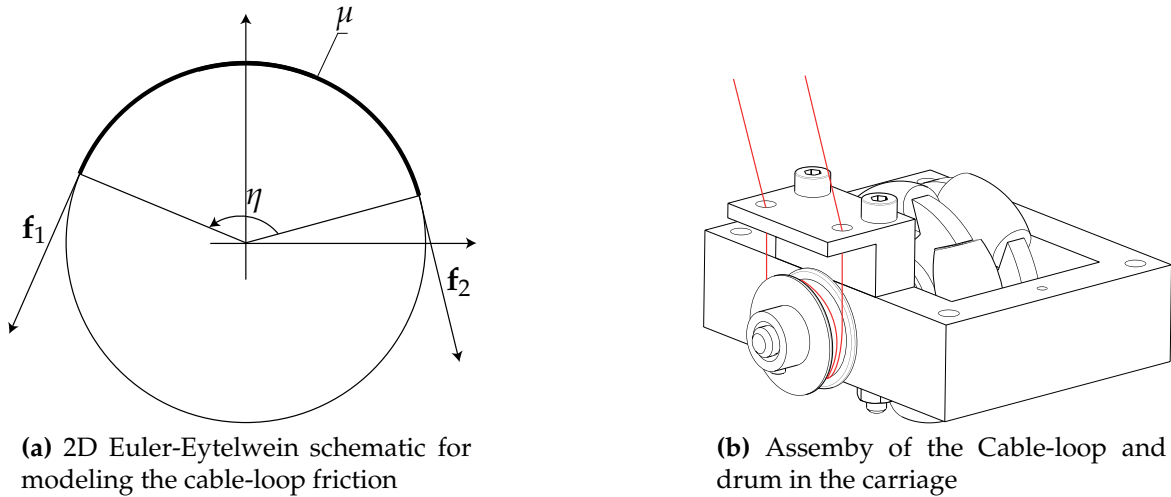 μ
η
f1
f2
(a) 2D Euler-Eytelwein schematic for
modeling the cable-loop friction
(b) Assemby of the Cable-loop and
drum in the carriage